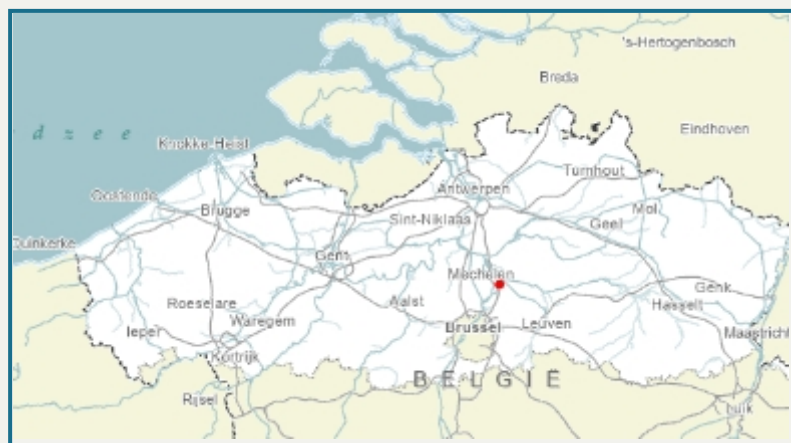 's-Hertogenbosch
Breda
Eindhoven
d z e e
Knokke-Heist
Turnhout
Oostende
Antwerpen
Brugge
Sint-Niklaas
Geel
Mol
Duinkerke
Gent
Mechelen
Genk
Roeselare
Aalst
Hasselt
Ieper
Waregem
Brussel
Leuven
Maastricht
Kortrijk
BELGIË
Rijsel
Luik